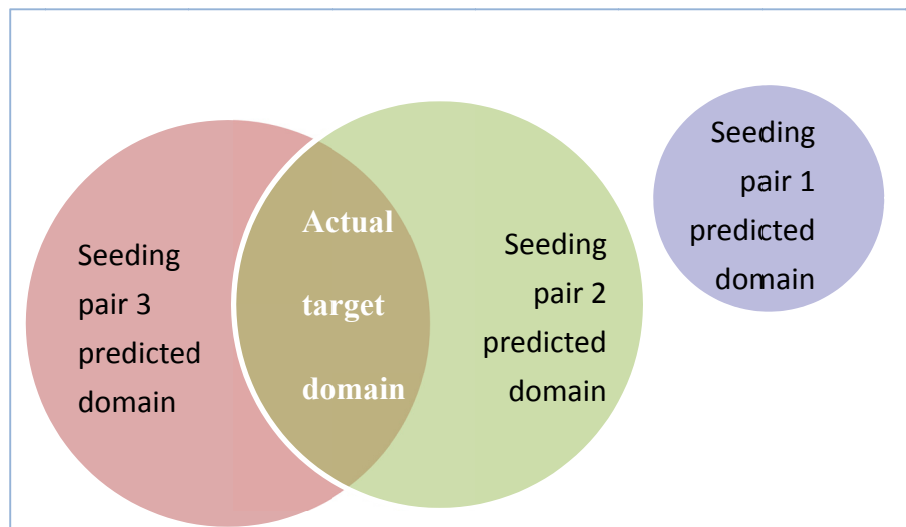 Seeding
pair 3
predicted
domain
Actual
target
domain
Seeding
pair 2
predicted
domain
Seeding
pair 1
predicted
domain